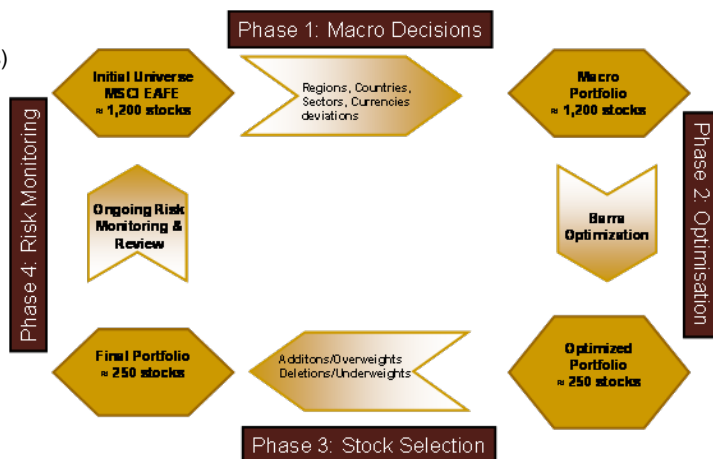 Phase 1: Macro Decisions
)
Initial Universe
MSCI EAFE
≈ 1,200 stocks
Regions, Countries,
Sectors, Currencies
deviations
Macro
Portfolio
≈ 1,200 stocks
Phase 2: Optimisation
Barra
Optimization
Optimized
Portfolio
≈ 250 stocks
Phase 3: Stock Selection
Additons/Overweights
Deletions/Underweights
Final Portfolio
≈ 250 stocks
Phase 4: Risk Monitoring
Ongoing Risk
Monitoring &
Review